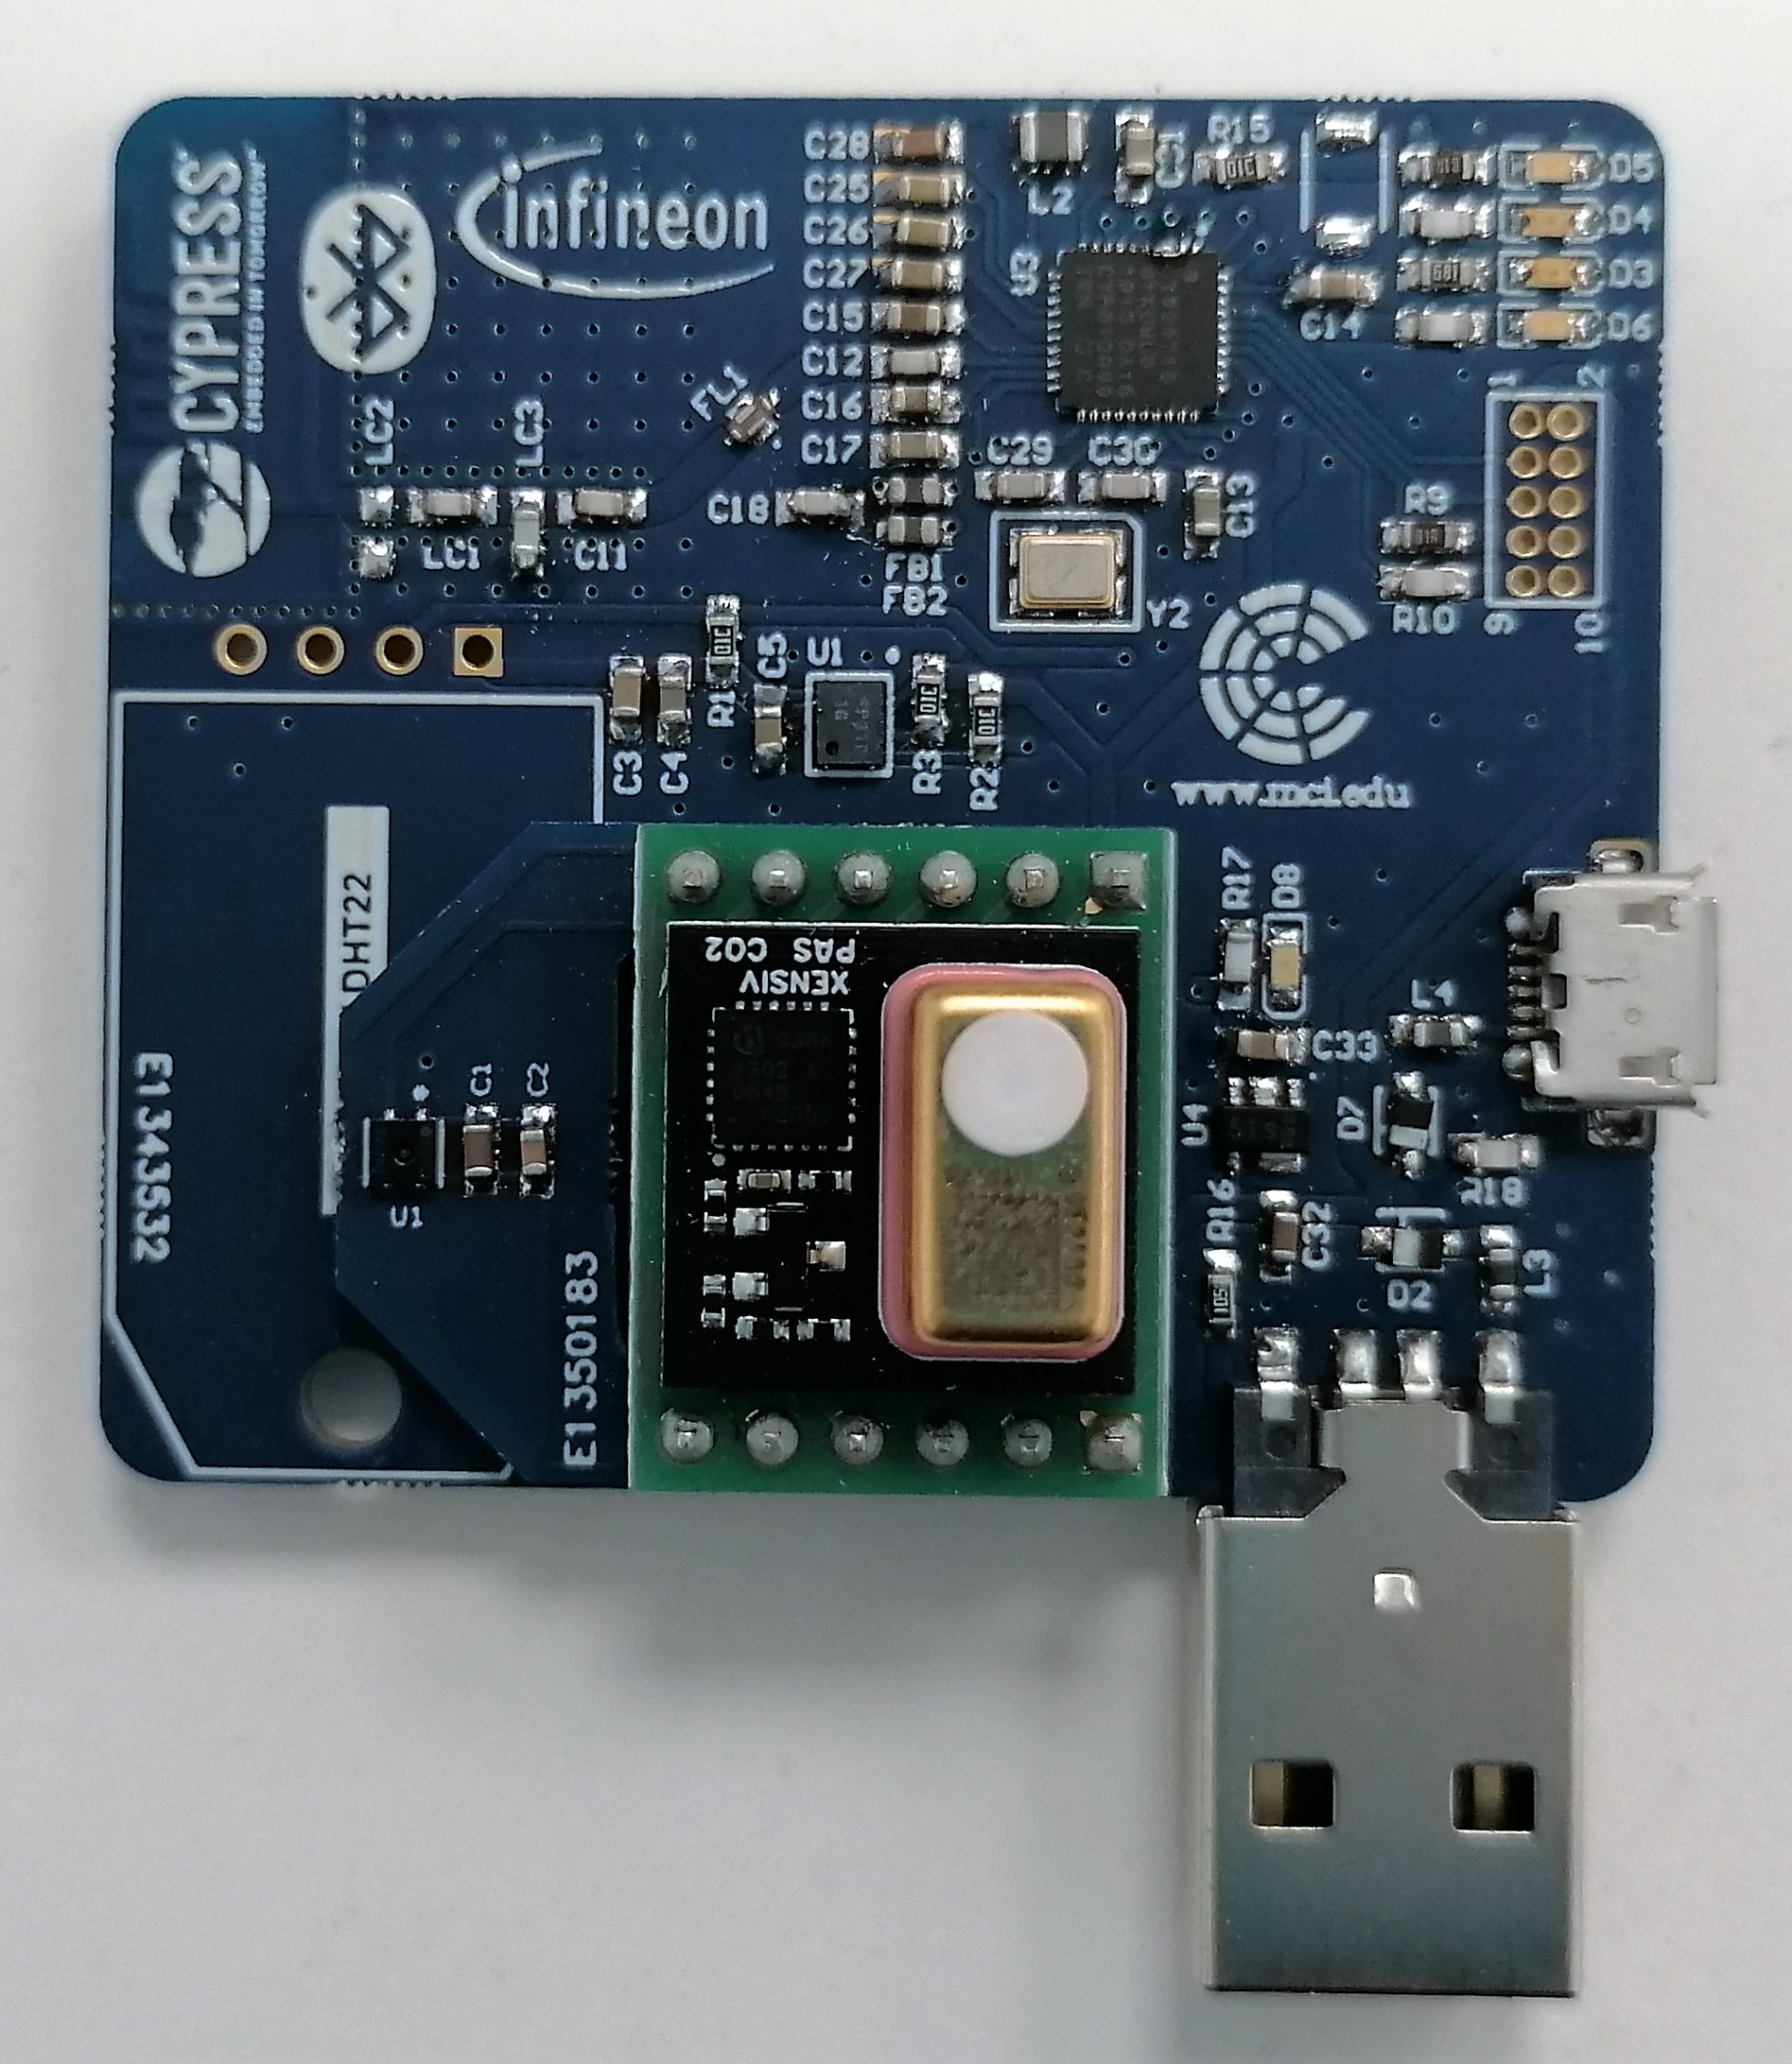 CYPRESS
EMBEDDED IN TOMORROW
infineon
C28
C25
C26
C27
C15
C12
C16
C17
C18
FB1
FB2
L2
C31
R15
U3
C14
D5
D4
D3
D6
1 2
9 10
LC2
LC3
FL1
LC1
C11
C29
C30
C13
Y2
R9
R10
R1
C5
U1
C3
C4
R3
R2
www.mci.edu
DHT22
E1343532
C1
C2
U1
E1350183
XENSIV
PAS CO2
R17
D8
L4
C33
U4
D7
R18
R16
C32
D2
L3